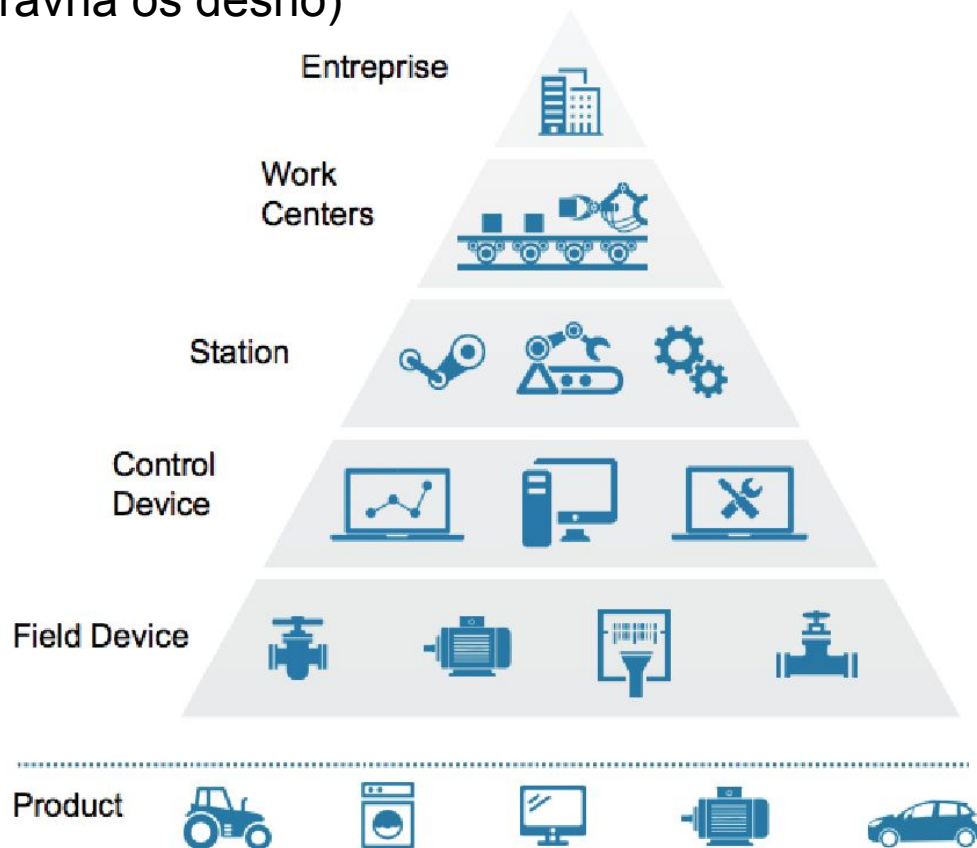 ravna os desno)
Entreprise
Work
Centers
Station
Control
Device
Field Device
Product